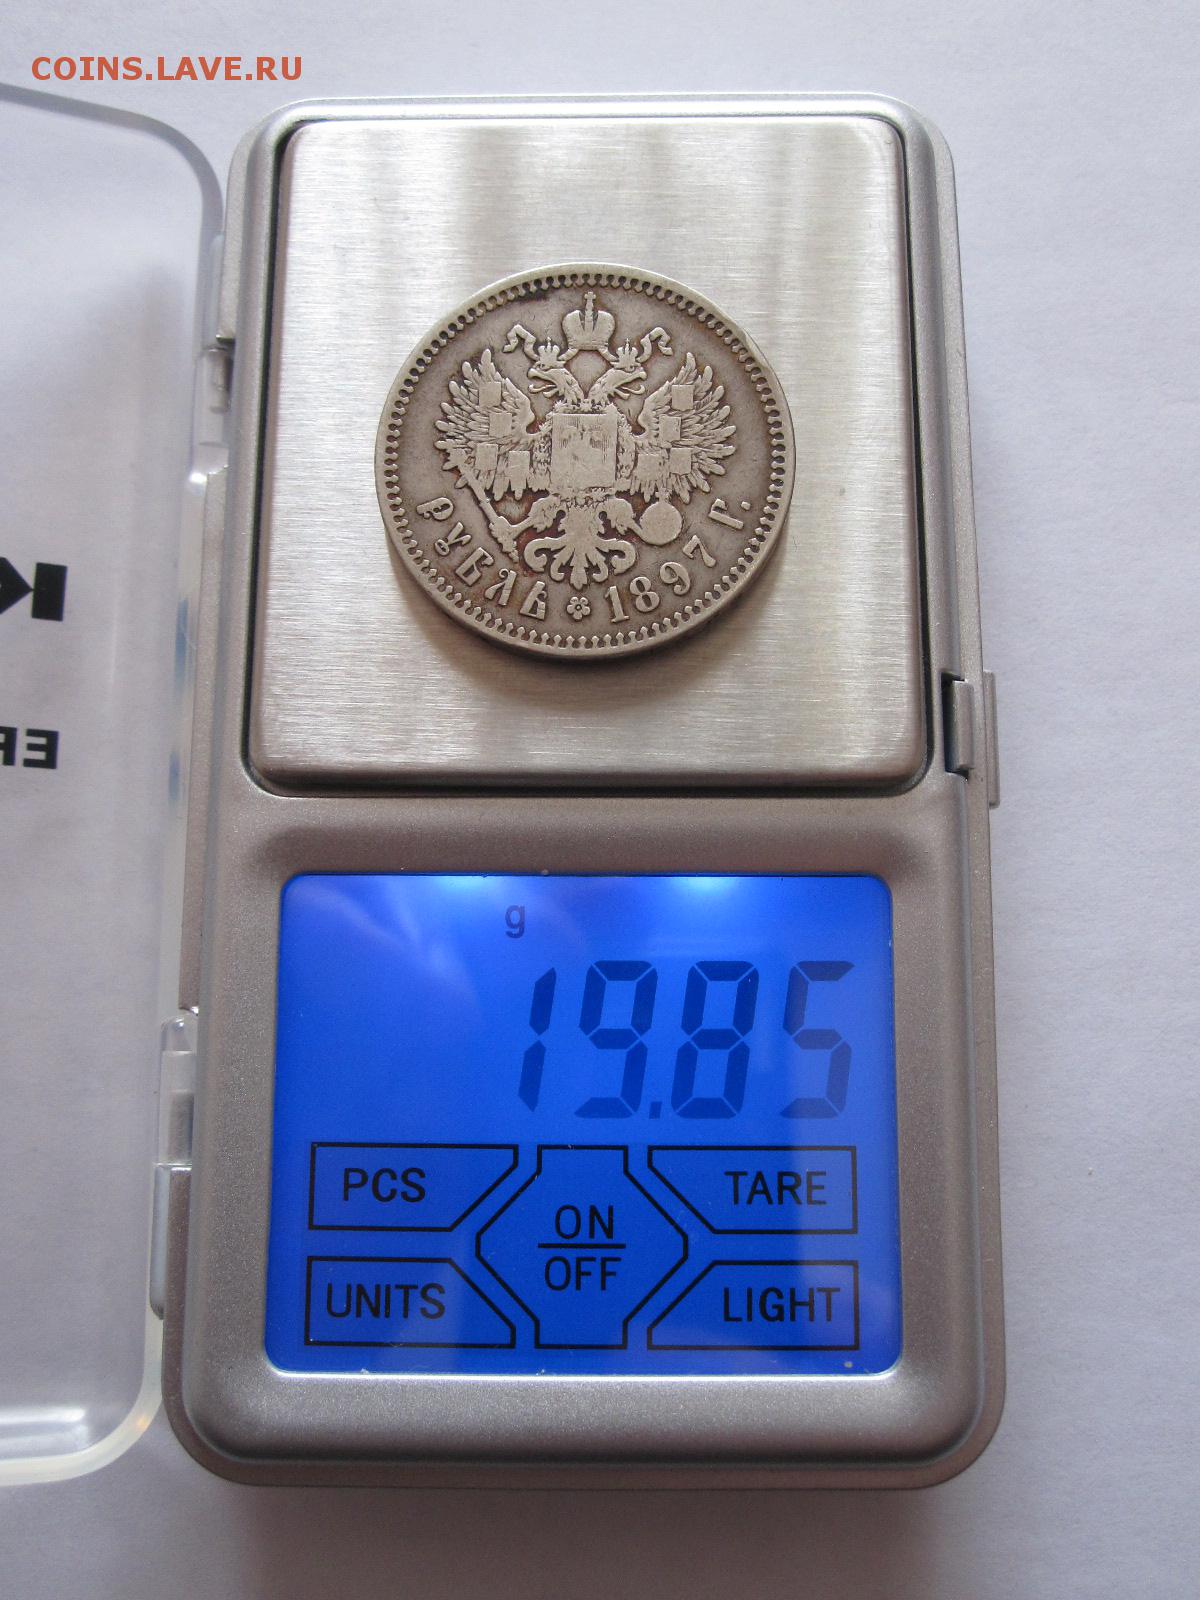 COINS.LAVE.RU
РУБЛЬ 1897 Г.
g
19.85
PCS
TARE
ON
OFF
UNITS
LIGHT